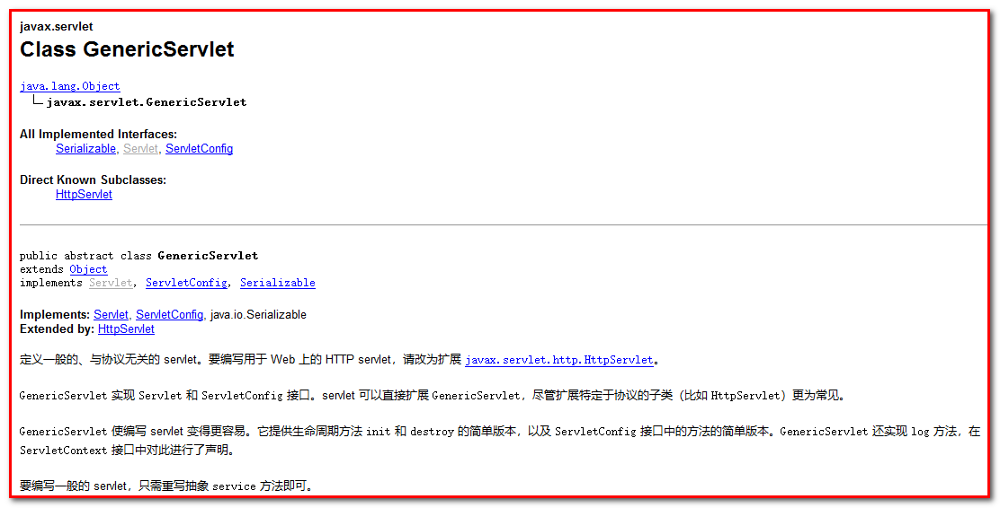 javax.servlet
Class GenericServlet
java.lang.Object
javax.servlet.GenericServlet
All Implemented Interfaces:
Serializable, Servlet, ServletConfig
Direct Known Subclasses:
HttpServlet
public abstract class GenericServlet
extends Object
implements Servlet, ServletConfig, Serializable
Implements: Servlet, ServletConfig, java.io.Serializable
Extended by: HttpServlet
定义一般的、与协议无关的 servlet。要编写用于 Web 上的 HTTP servlet，请改为扩展 javax.servlet.http.HttpServlet。
GenericServlet 实现 Servlet 和 ServletConfig 接口。servlet 可以直接扩展 GenericServlet，尽管扩展特定于协议的子类（比如 HttpServlet）更为常见。
GenericServlet 使编写 servlet 变得更容易。它提供生命周期方法 init 和 destroy 的简单版本，以及 ServletConfig 接口中的方法的简单版本。GenericServlet 还实现 log 方法，在
ServletContext 接口中对此进行了声明。
要编写一般的 servlet，只需重写抽象 service 方法即可。